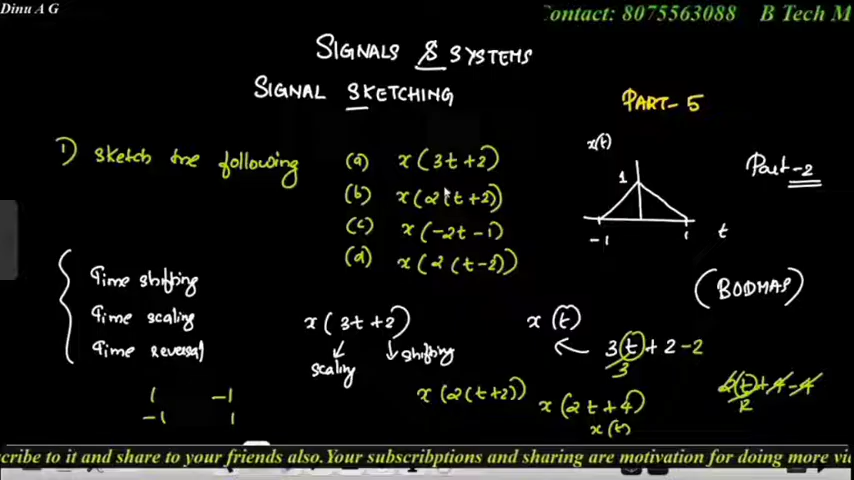 Dinu A G
Contact: 8075563088 B Tech M
SIGNALS & SYSTEMS
SIGNAL SKETCHING
PART-5
1) Sketch the following
(a) x(3t+2)
(b) x(2(t+2))
(c) x(-2t-1)
(d) x(2(t-2))
x(t)
1
-1 1 t
Part-2
Time shifting
Time scaling
Time reversal
(BODMAS)
x(3t+2)
scaling shifting
x(t)
3(t)+2-2
3
x(2(t+2))
x(2t+4)
x(t)
2(t)+4-4
2
1 -1
-1 1
cribe to it and share to your friends also.Your subscribptions and sharing are motivation for doing more vi